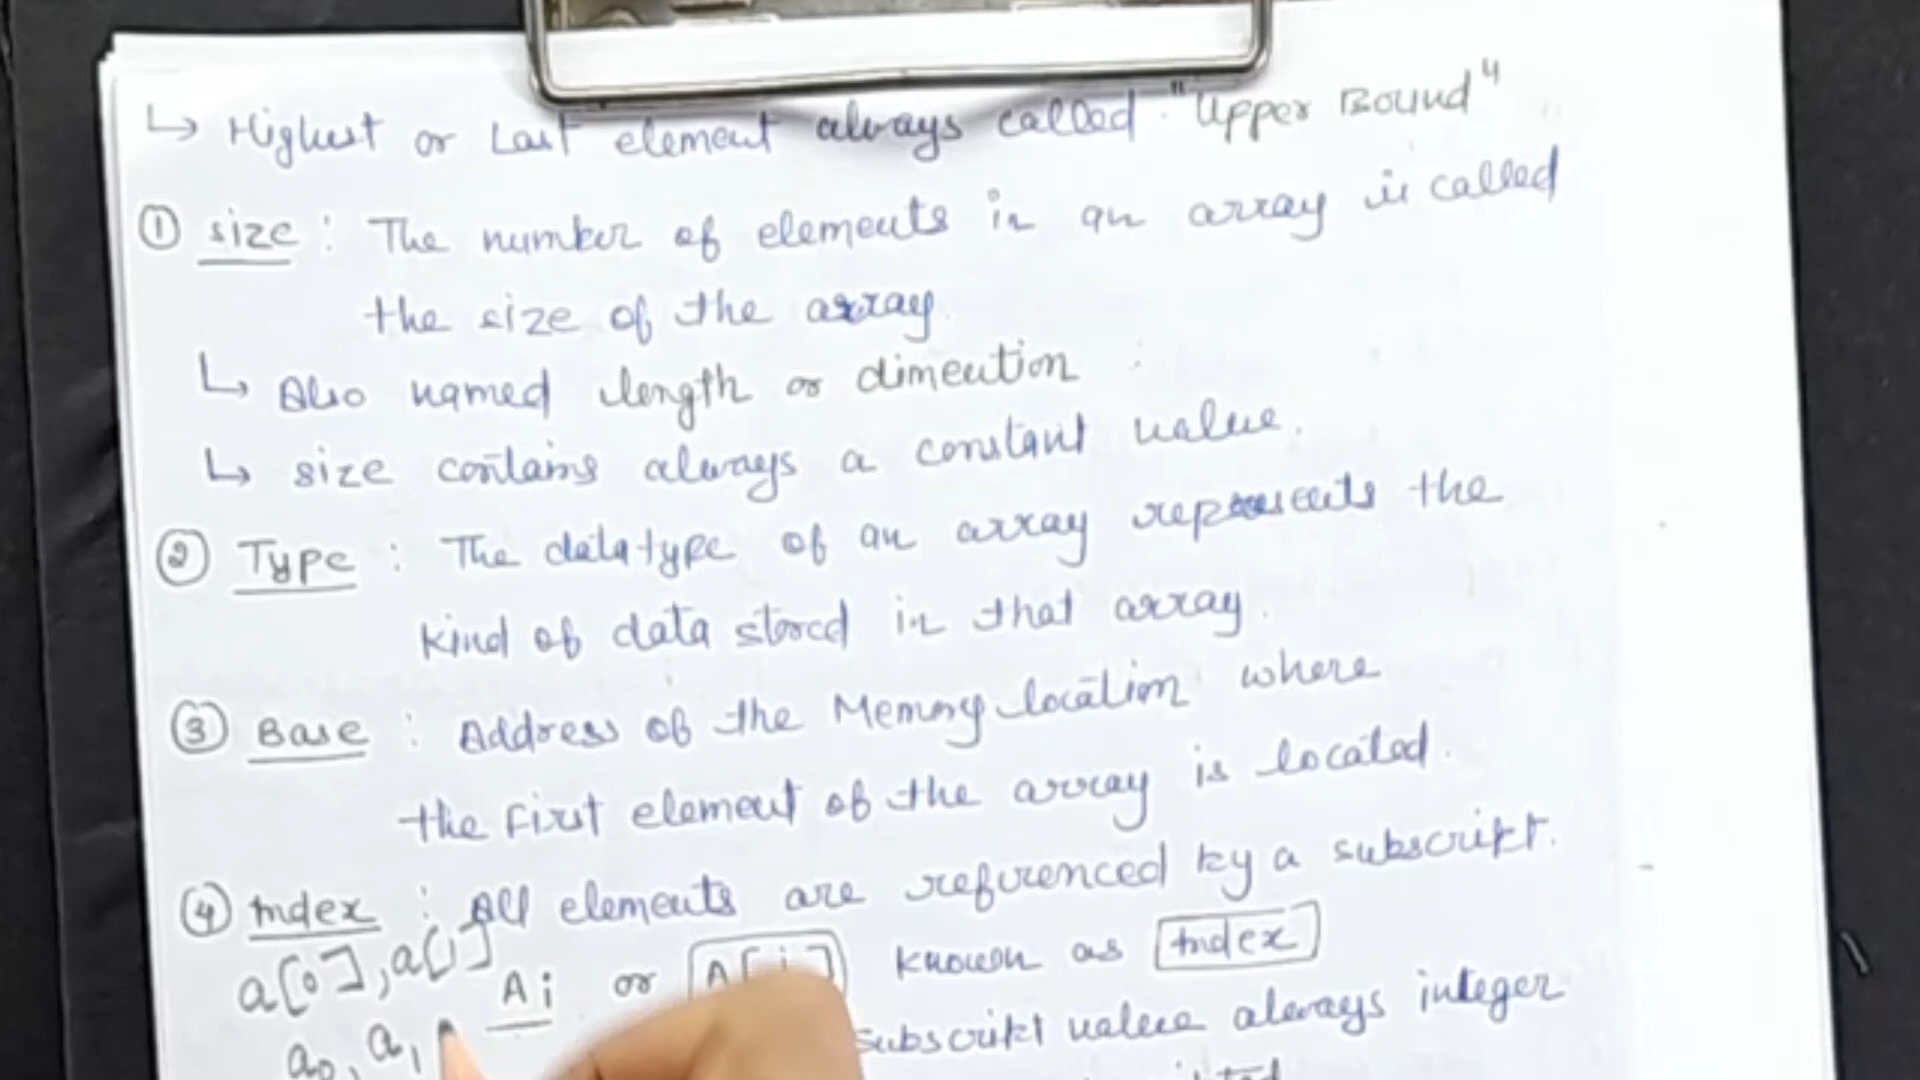 ↳ Highest or Last element always called "Upper Bound"
① size : The number of elements in an array is called
the size of the array.
↳ Also named length or dimention
↳ size contains always a constant value.
② Type : The datatype of an array represents the
kind of data stored in that array.
③ Base : Address of the Memory location where
the first element of the array is located.
④ Index : All elements are referenced by a subscript.
a[0], a[1]
Ai or A[i] known as Index
a0, a1
subscript value always integer